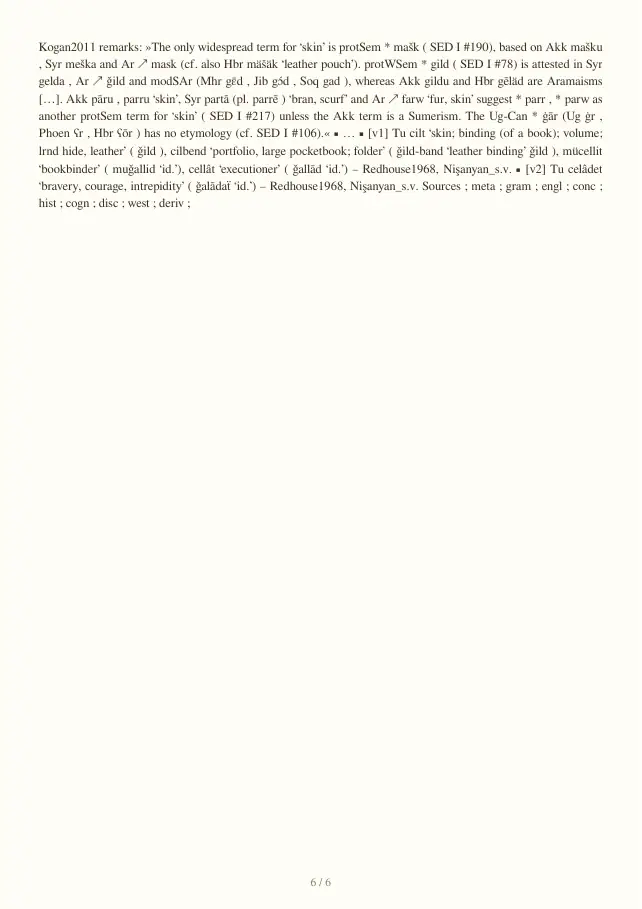 Kogan2011 remarks: »The only widespread term for ‘skin’ is protSem * mašk ( SED I #190), based on Akk mašku
, Syr meška and Ar ↗ mask (cf. also Hbr mäšäk ‘leather pouch’). protWSem * gild ( SED I #78) is attested in Syr
gelda , Ar ↗ ǧild and modSAr (Mhr gēd , Jib gɔ́d , Soq gad ), whereas Akk gildu and Hbr gēläd are Aramaisms
[…]. Akk pāru , parru ‘skin’, Syr partā (pl. parrē ) ‘bran, scurf’ and Ar ↗ farw ‘fur, skin’ suggest * parr , * parw as
another protSem term for ‘skin’ ( SED I #217) unless the Akk term is a Sumerism. The Ug-Can * ġār (Ug ġr ,
Phoen ʕr , Hbr ʕōr ) has no etymology (cf. SED I #106).« ▪ … ▪ [v1] Tu cilt ‘skin; binding (of a book); volume;
lrnd hide, leather’ ( ǧild ), cilbend ‘portfolio, large pocketbook; folder’ ( ǧild-band ‘leather binding’ ǧild ), mücellit
‘bookbinder’ ( muǧallid ‘id.’), cellât ‘executioner’ ( ǧallād ‘id.’) – Redhouse1968, Nişanyan_s.v. ▪ [v2] Tu celâdet
‘bravery, courage, intrepidity’ ( ǧalādaẗ ‘id.’) – Redhouse1968, Nişanyan_s.v. Sources ; meta ; gram ; engl ; conc ;
hist ; cogn ; disc ; west ; deriv ;
6 / 6